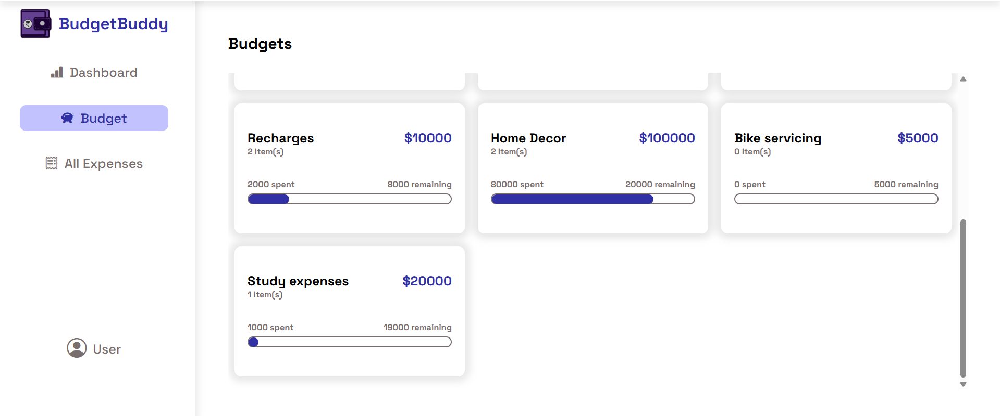 ₹
BudgetBuddy
Dashboard
Budget
All Expenses
User
Budgets
Recharges $10000
2 Item(s)
2000 spent 8000 remaining
Home Decor $100000
2 Item(s)
80000 spent 20000 remaining
Bike servicing $5000
0 Item(s)
0 spent 5000 remaining
Study expenses $20000
1 Item(s)
1000 spent 19000 remaining